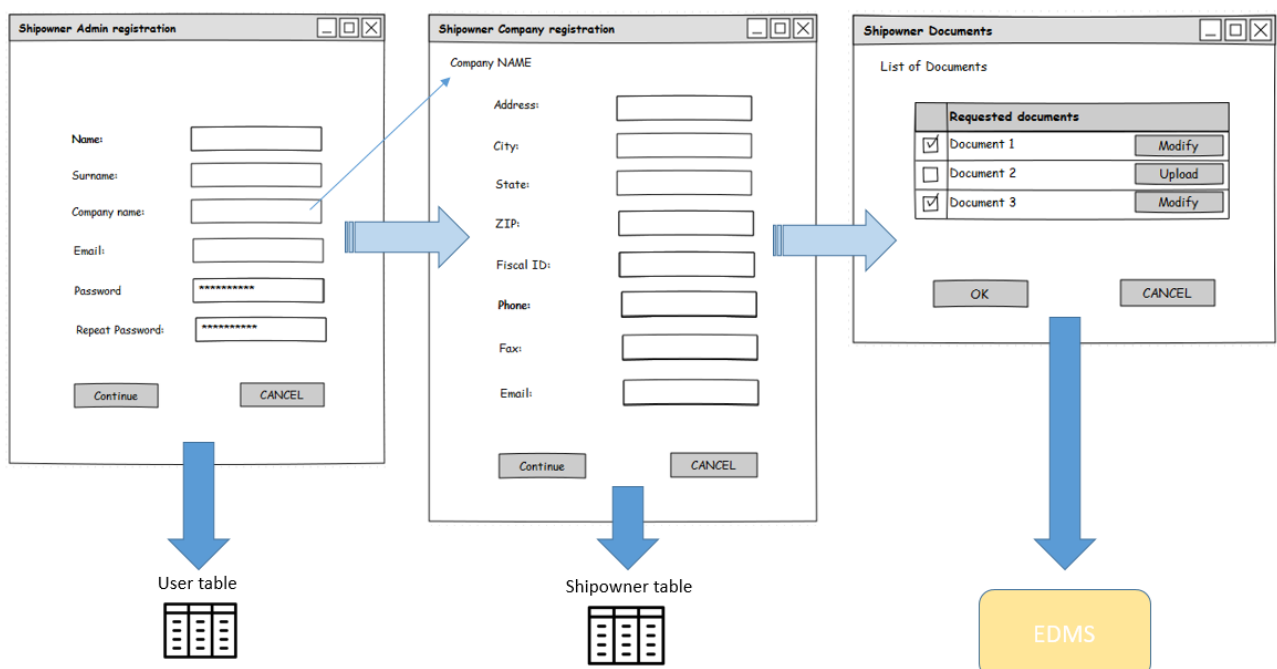 Shipowner Admin registration
Name:
Surname:
Company name:
Email:
Password
**********
Repeat Password:
**********
Continue
CANCEL
User table
Shipowner Company registration
Company NAME
Address:
City:
State:
ZIP:
Fiscal ID:
Phone:
Fax:
Email:
Continue
CANCEL
Shipowner table
Shipowner Documents
List of Documents
Requested documents
Document 1 Modify
Document 2 Upload
Document 3 Modify
OK
CANCEL
EDMS